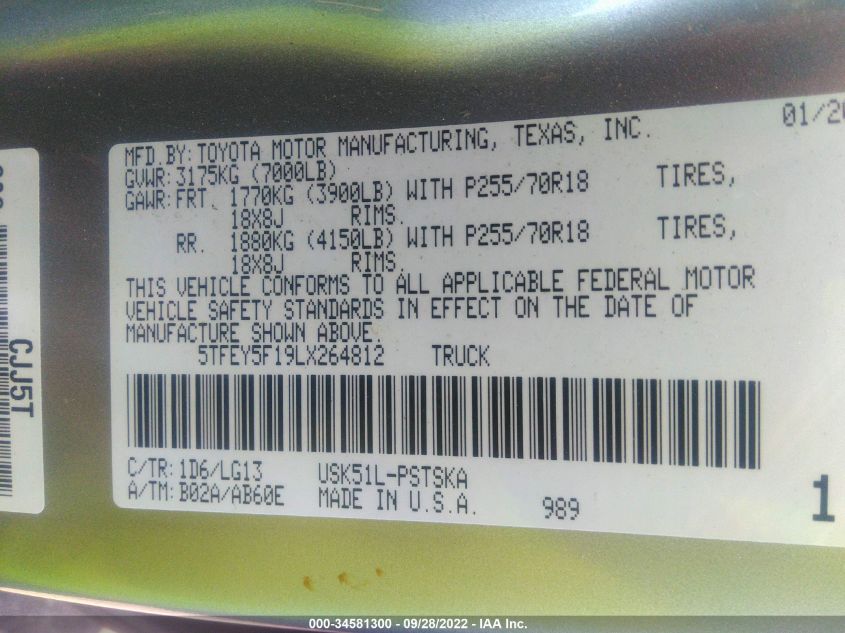 MFD.BY: TOYOTA MOTOR MANUFACTURING, TEXAS, INC. 01/20
GVWR: 3175KG (7000LB)
GAWR: FRT. 1770KG (3900LB) WITH P255/70R18 TIRES,
18X8J RIMS.
RR. 1880KG (4150LB) WITH P255/70R18 TIRES,
18X8J RIMS.
THIS VEHICLE CONFORMS TO ALL APPLICABLE FEDERAL MOTOR
VEHICLE SAFETY STANDARDS IN EFFECT ON THE DATE OF
MANUFACTURE SHOWN ABOVE.
5TFEY5F19LX264812 TRUCK
C/TR: 1D6/LG13 USK51L-PSTSKA
A/TM: B02A/AB60E MADE IN U.S.A. 989 1
CJJ5T
000-34581300 - 09/28/2022 - IAA Inc.